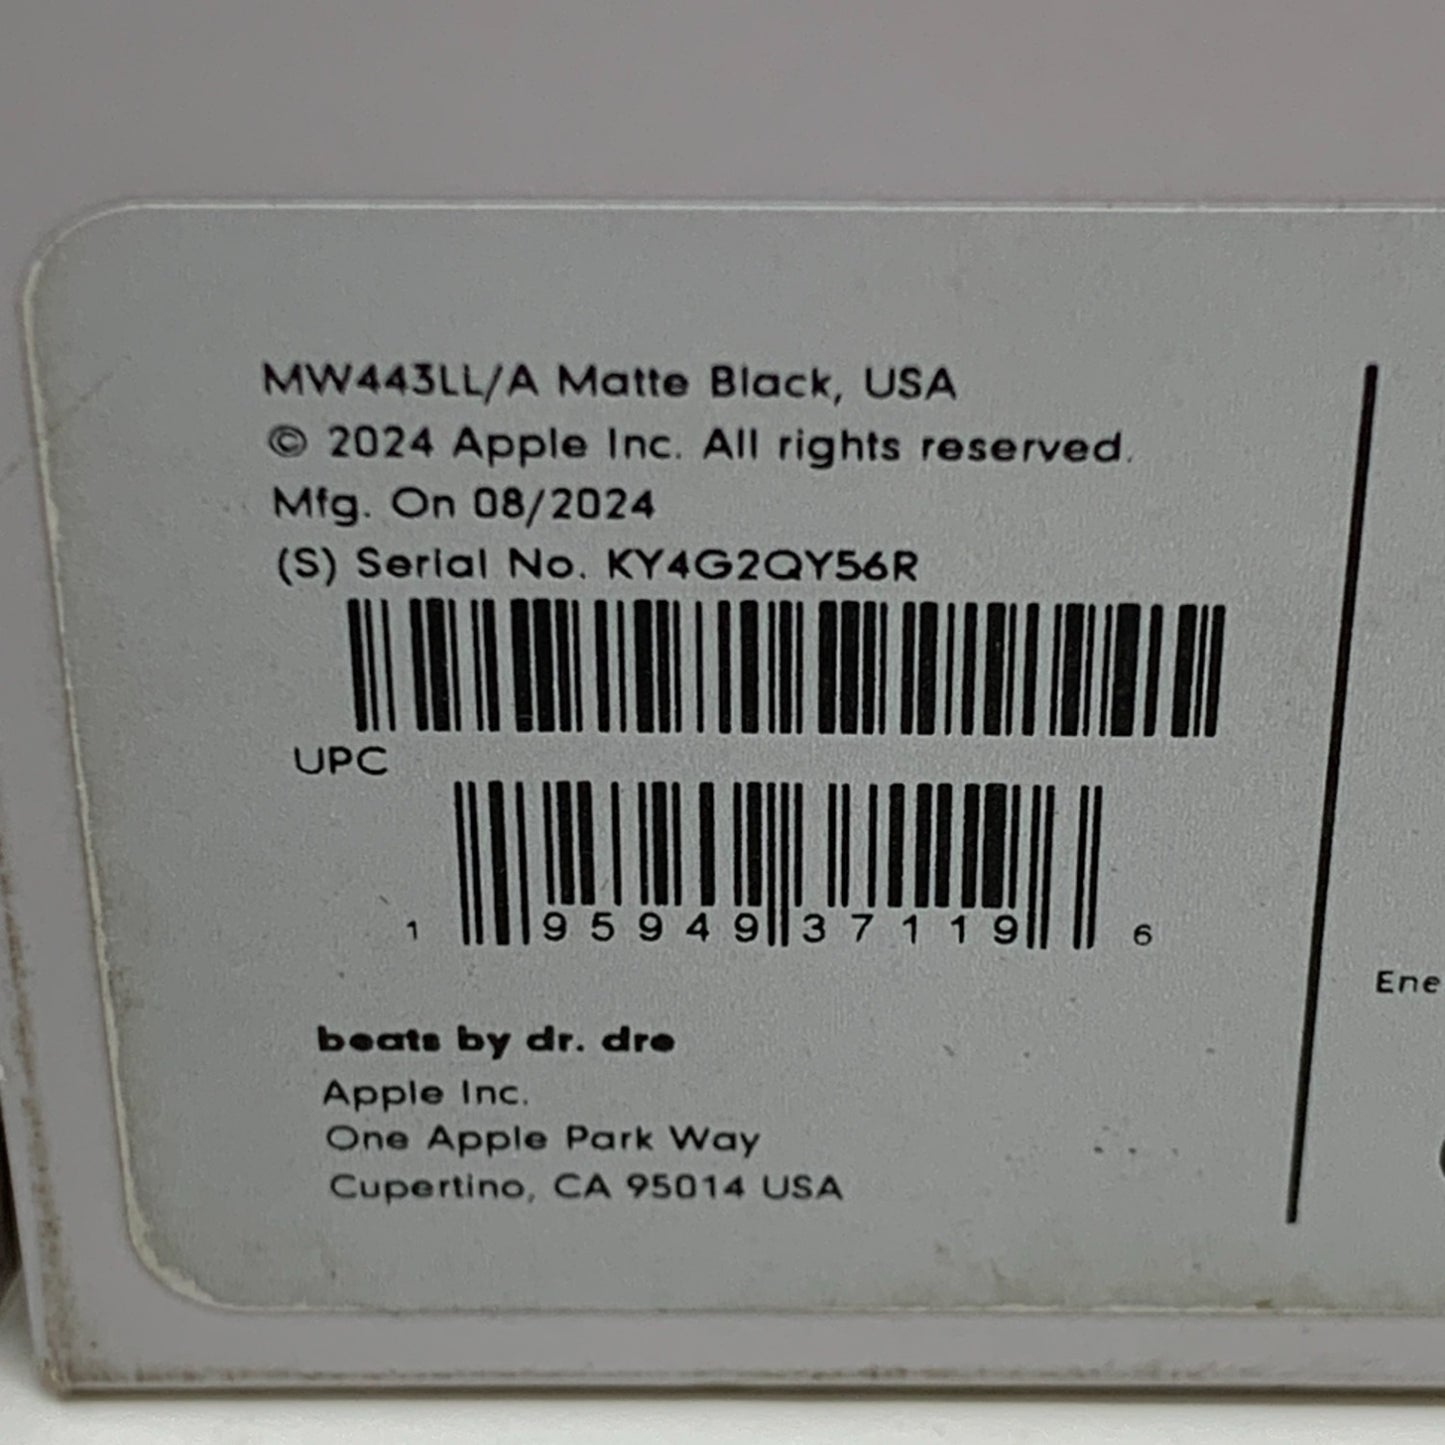 MW443LL/A Matte Black, USA
© 2024 Apple Inc. All rights reserved.
Mfg. On 08/2024
(S) Serial No. KY4G2QY56R
UPC
1 95949 37119 6
Ene
beats by dr. dre
Apple Inc.
One Apple Park Way
Cupertino, CA 95014 USA